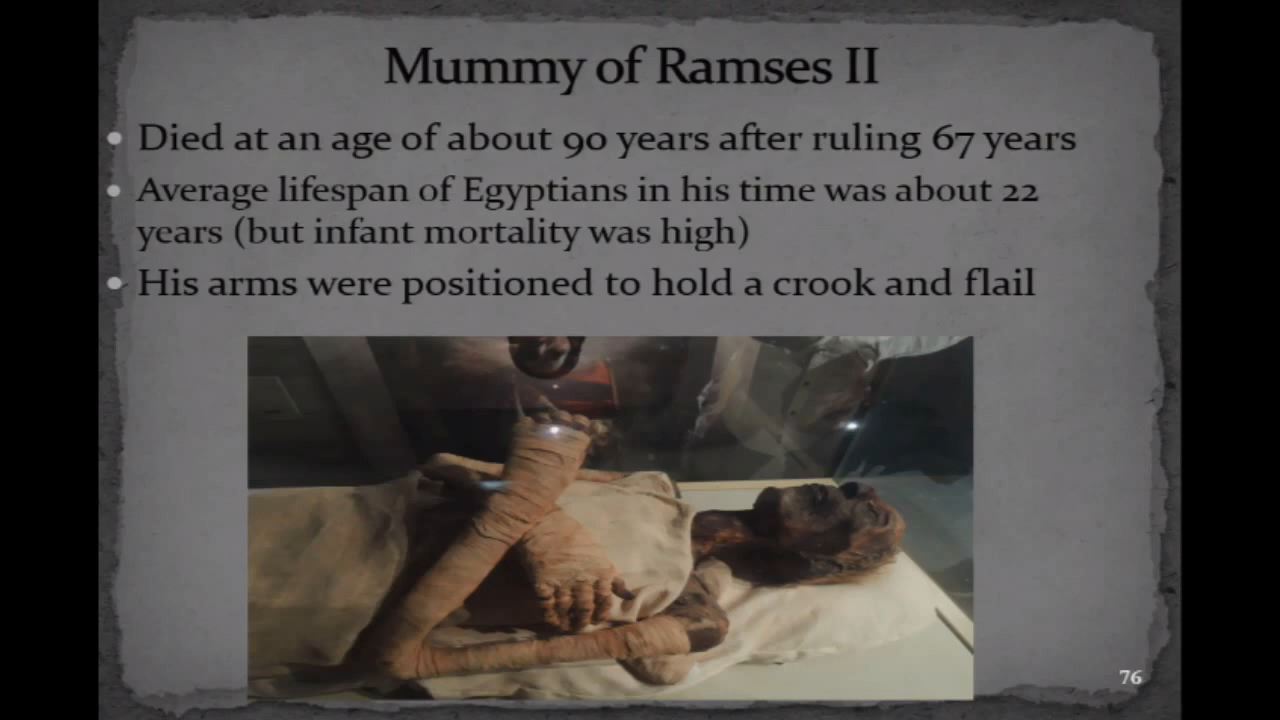 Mummy of Ramses II
• Died at an age of about 90 years after ruling 67 years
• Average lifespan of Egyptians in his time was about 22
years (but infant mortality was high)
• His arms were positioned to hold a crook and flail
76